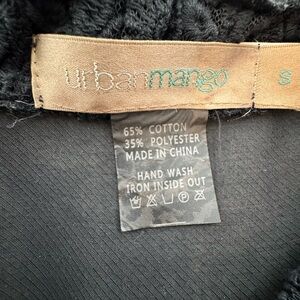 urbanmango
S
65% COTTON
35% POLYESTER
MADE IN CHINA
HAND WASH
IRON INSIDE OUT
P